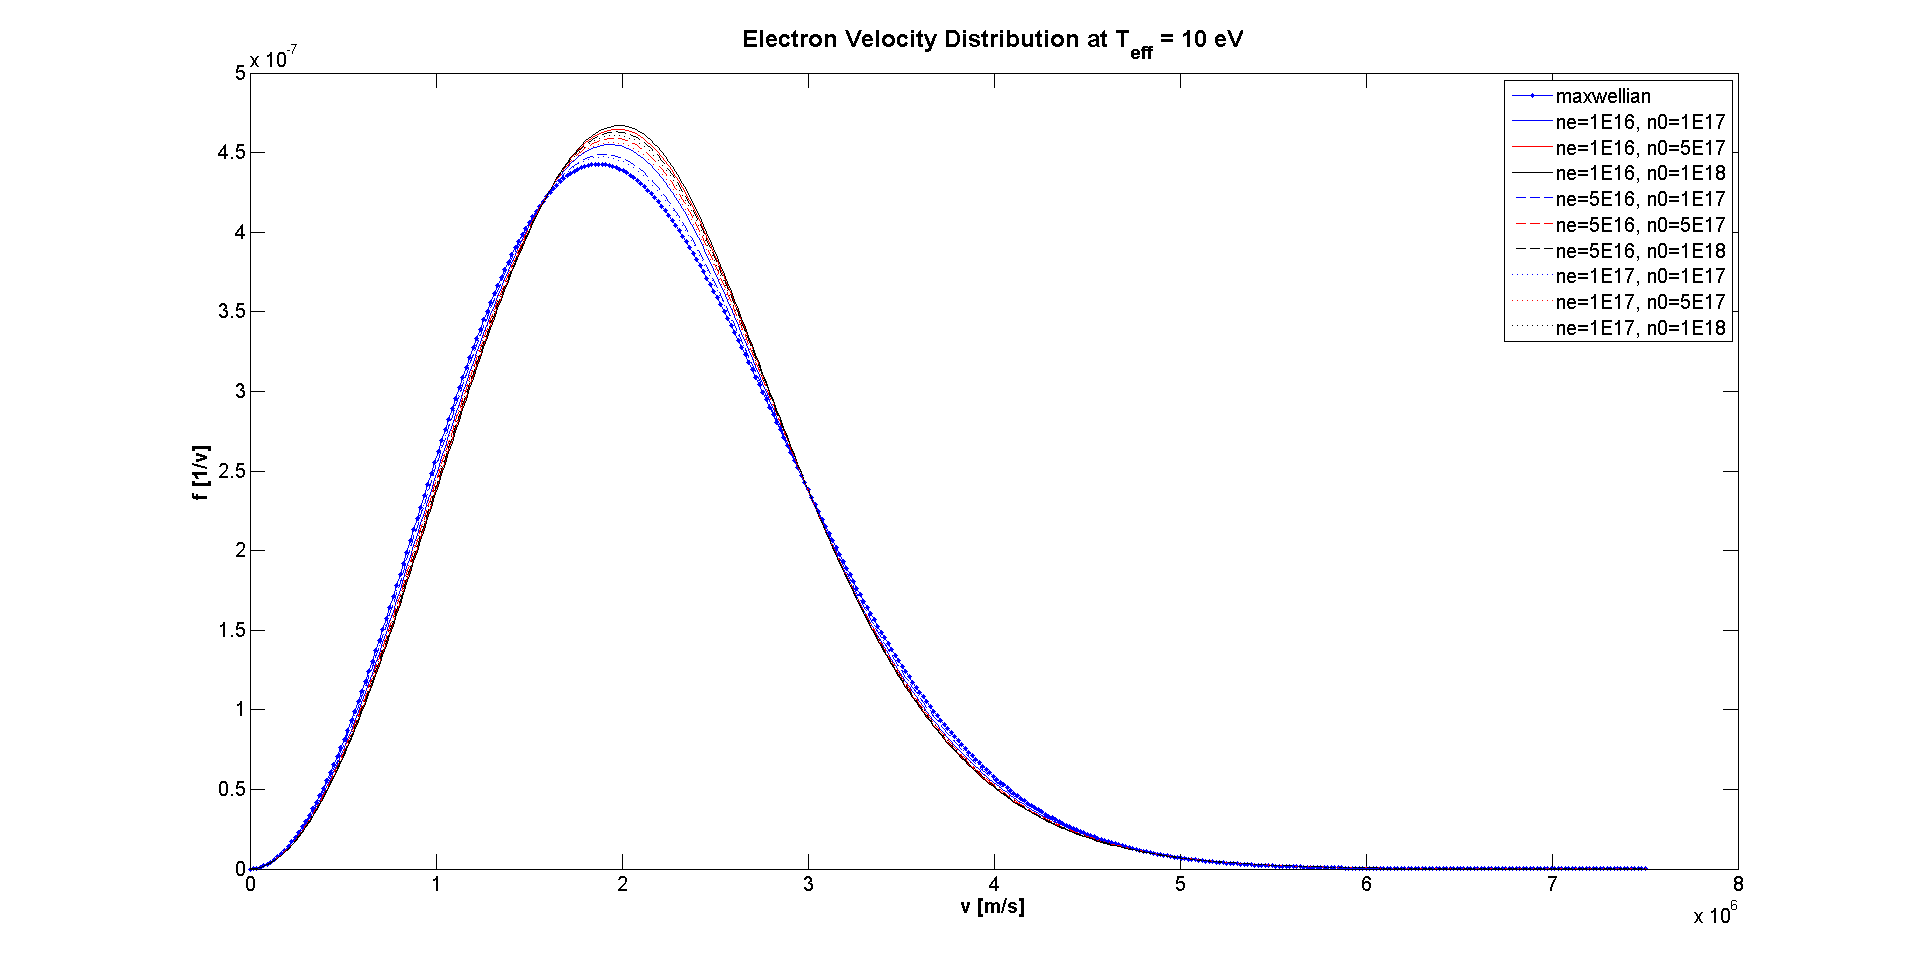 Electron Velocity Distribution at T_eff = 10 eV
x 10^-7
5
4.5
4
3.5
3
2.5
2
1.5
1
0.5
0
f [1/v]
maxwellian
ne=1E16, n0=1E17
ne=1E16, n0=5E17
ne=1E16, n0=1E18
ne=5E16, n0=1E17
ne=5E16, n0=5E17
ne=5E16, n0=1E18
ne=1E17, n0=1E17
ne=1E17, n0=5E17
ne=1E17, n0=1E18
0 1 2 3 4 5 6 7 8
v [m/s]
x 10^6